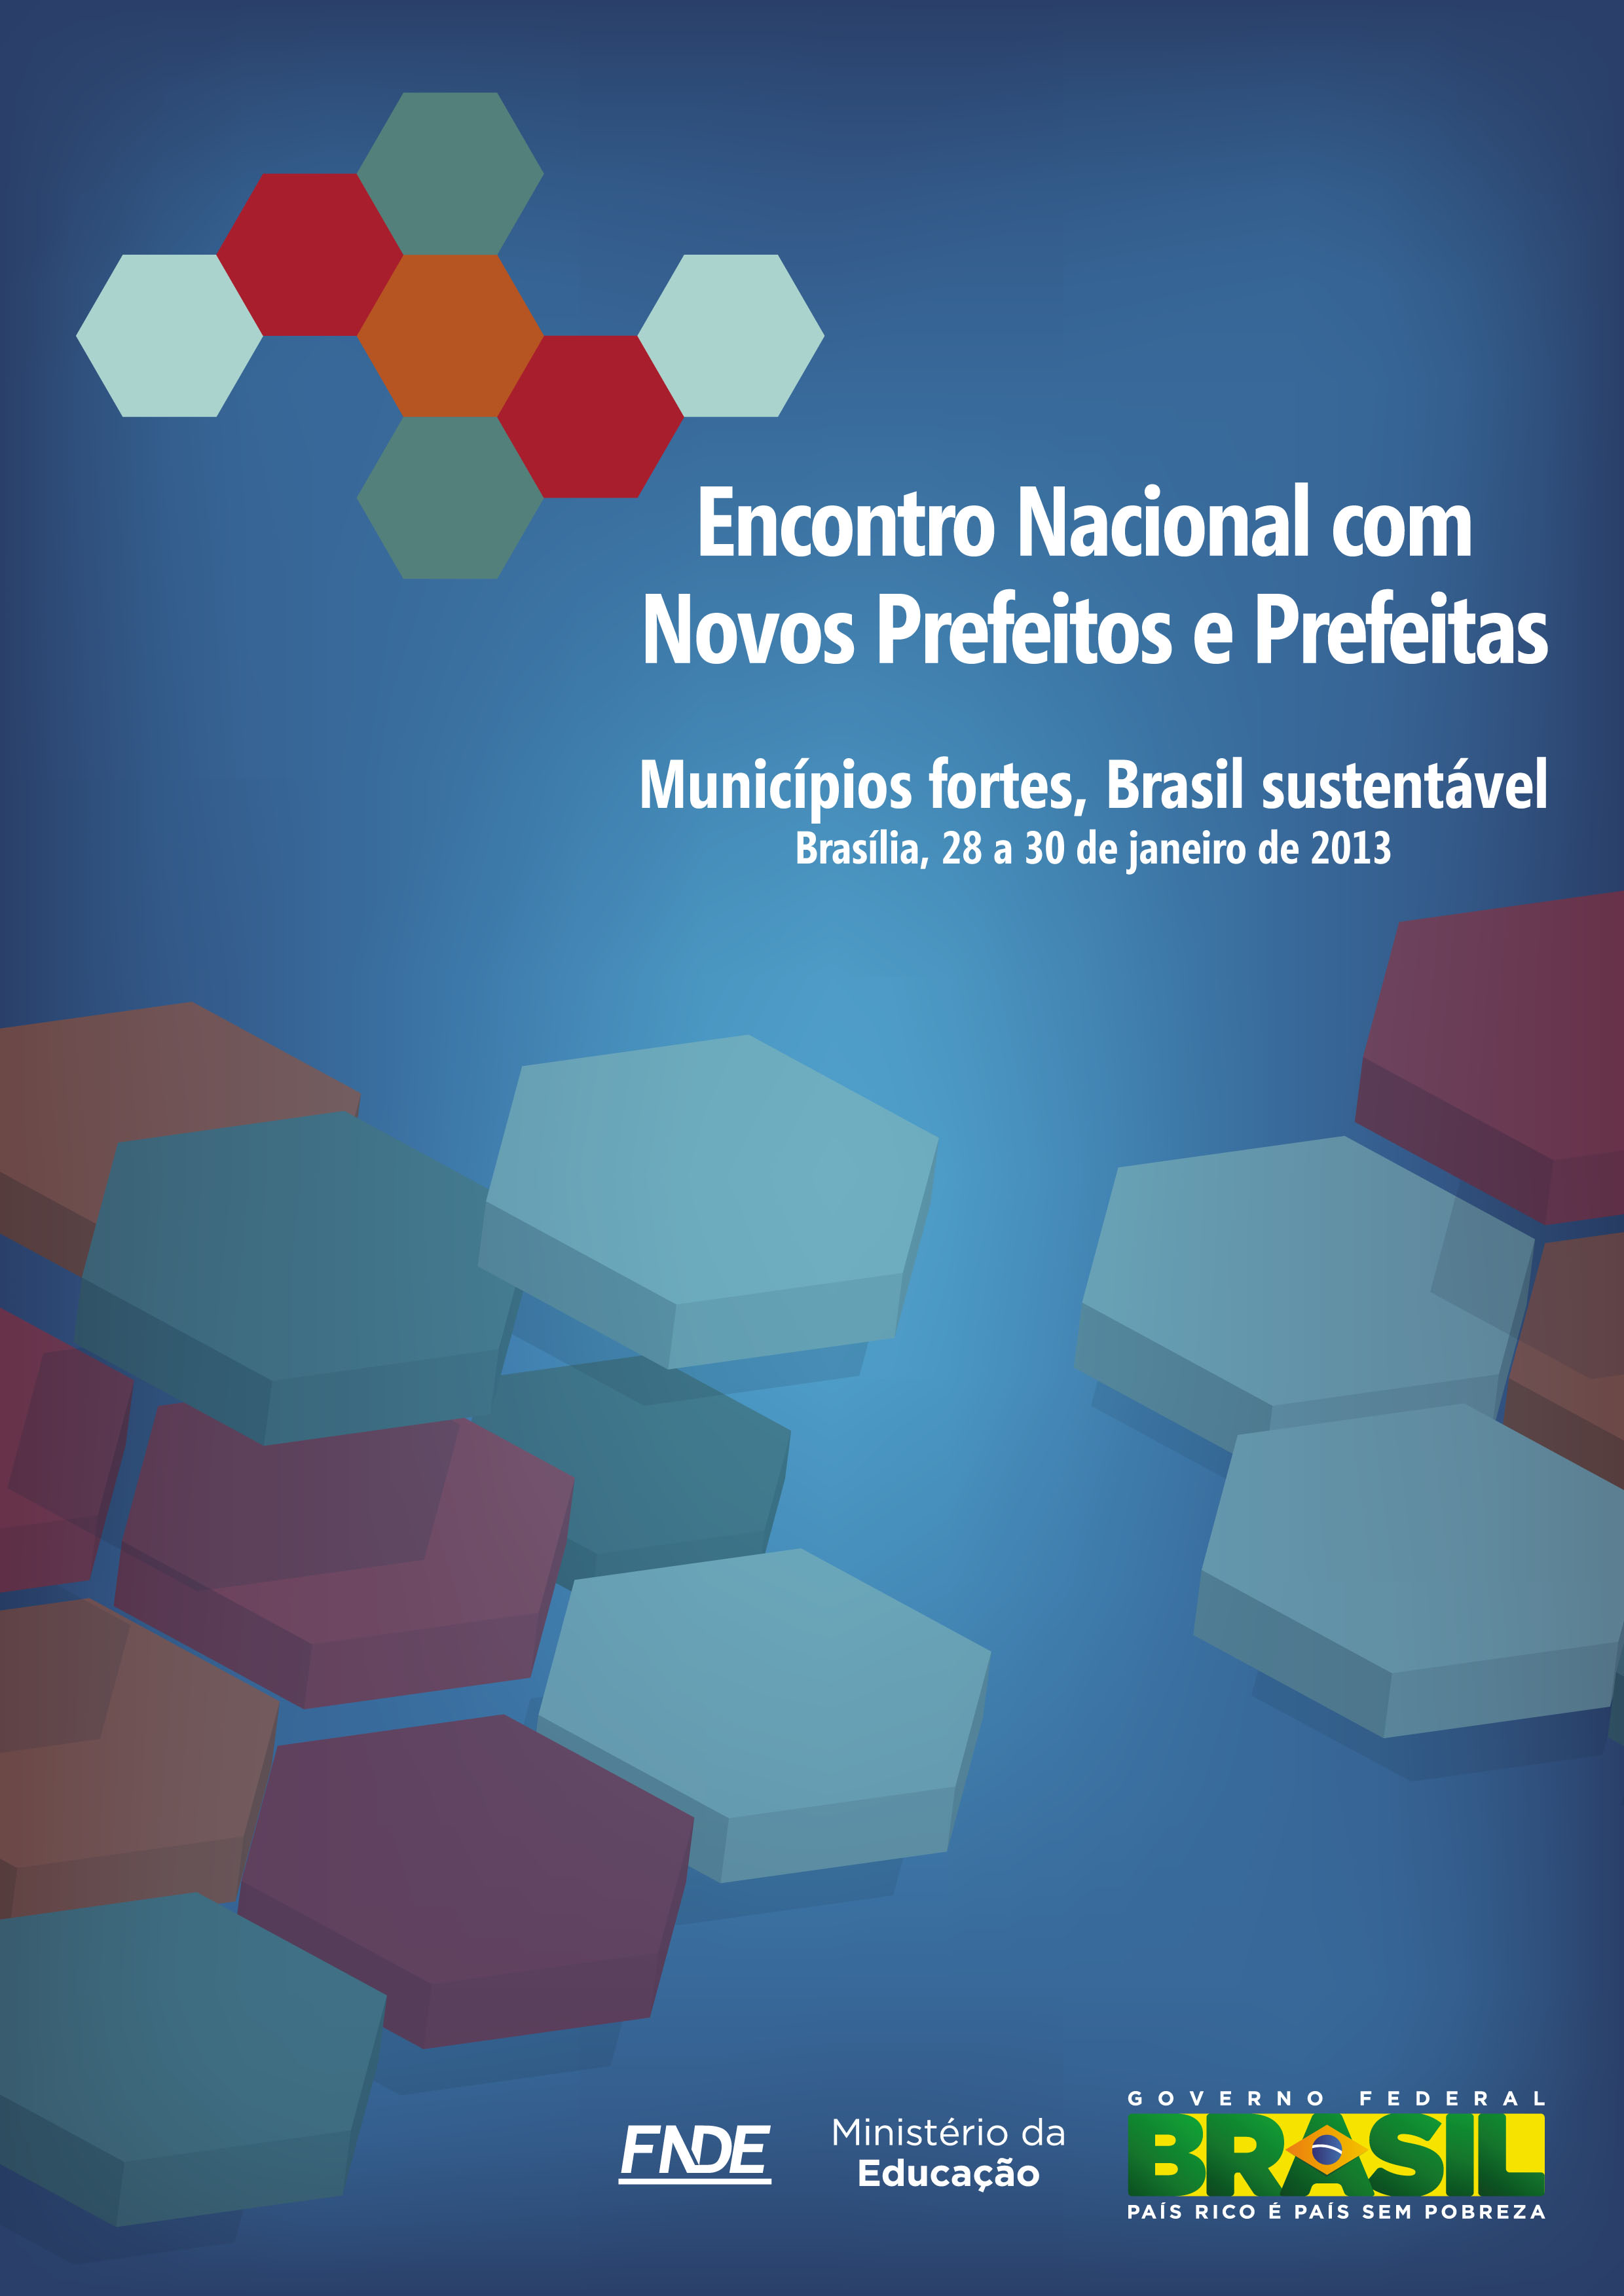 Encontro Nacional com
Novos Prefeitos e Prefeitas
Municípios fortes, Brasil sustentável
Brasília, 28 a 30 de janeiro de 2013
FNDE
Ministério da
Educação
GOVERNO FEDERAL
BRASIL
PAÍS RICO É PAÍS SEM POBREZA